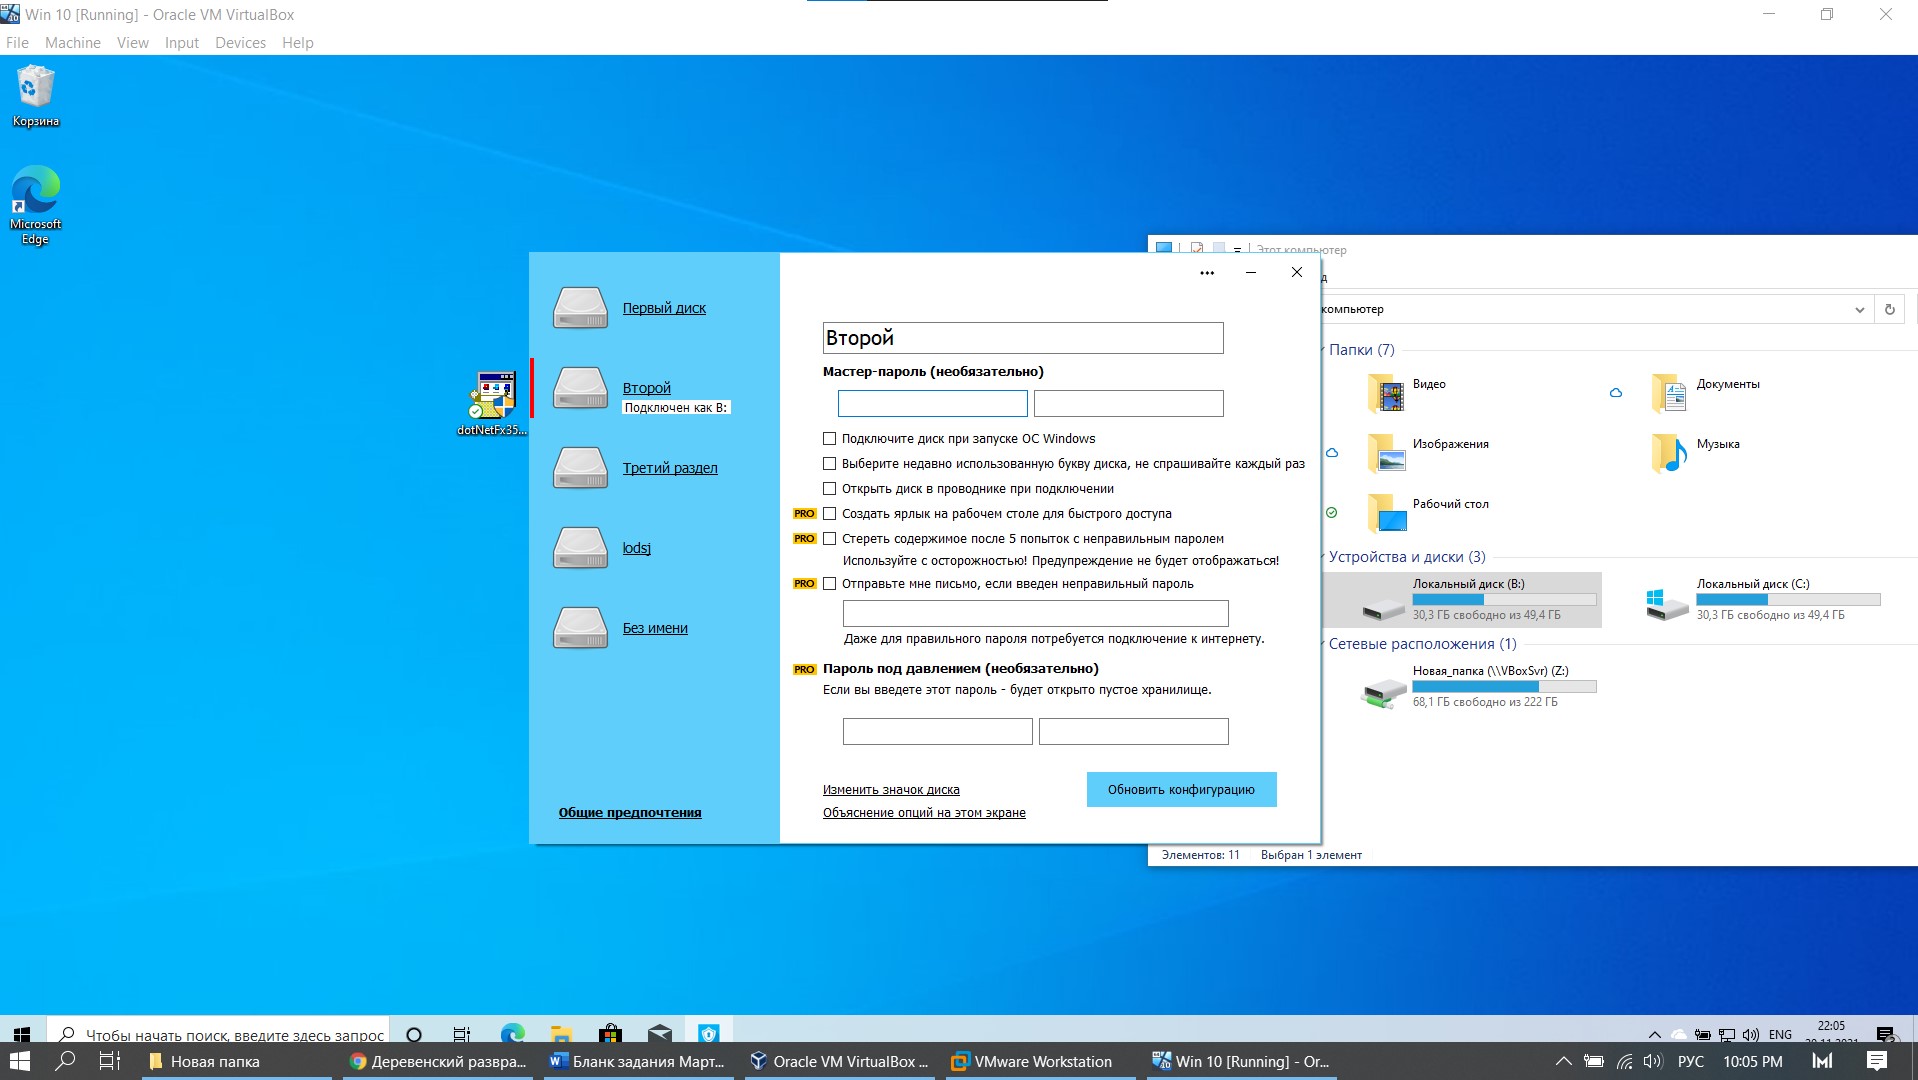 Win 10 [Running] - Oracle VM VirtualBox
File Machine View Input Devices Help
Корзина
Microsoft Edge
dotNetFx35...
Первый диск
Второй
Подключен как B:
Третий раздел
lodsj
Без имени
Общие предпочтения
Второй
Мастер-пароль (необязательно)
Подключите диск при запуске ОС Windows
Выберите недавно использованную букву диска, не спрашивайте каждый раз
Открыть диск в проводнике при подключении
PRO Создать ярлык на рабочем столе для быстрого доступа
PRO Стереть содержимое после 5 попыток с неправильным паролем
Используйте с осторожностью! Предупреждение не будет отображаться!
PRO Отправьте мне письмо, если введен неправильный пароль
Даже для правильного пароля потребуется подключение к интернету.
PRO Пароль под давлением (необязательно)
Если вы введете этот пароль - будет открыто пустое хранилище.
Изменить значок диска
Обновить конфигурацию
Объяснение опций на этом экране
Этот компьютер
д
компьютер
Папки (7)
Видео
Документы
Изображения
Музыка
Рабочий стол
Устройства и диски (3)
Локальный диск (B:)
30,3 ГБ свободно из 49,4 ГБ
Локальный диск (C:)
30,3 ГБ свободно из 49,4 ГБ
Сетевые расположения (1)
Новая_папка (\\VBoxSvr) (Z:)
68,1 ГБ свободно из 222 ГБ
Элементов: 11 Выбран 1 элемент
Чтобы начать поиск, введите здесь запрос
ENG
22:05
Новая папка
Деревенский развра...
Бланк задания Март...
Oracle VM VirtualBox ...
VMware Workstation
Win 10 [Running] - Or...
РУС
10:05 PM